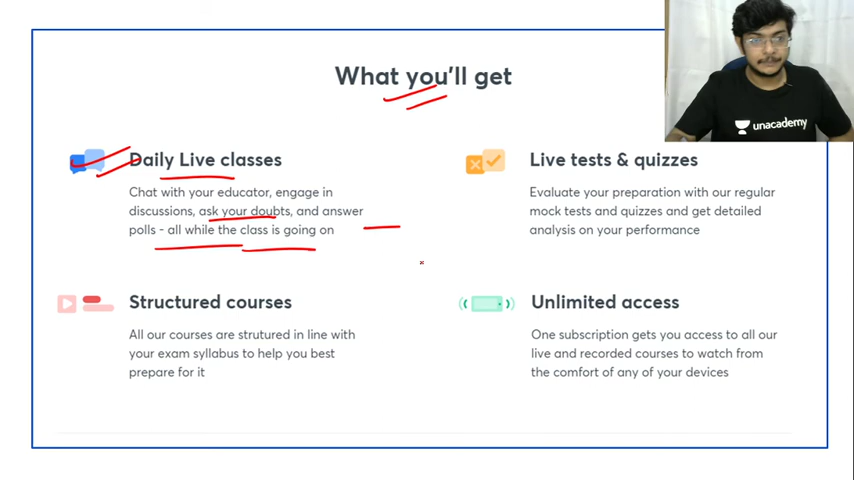 What you'll get
unacademy
Daily Live classes
Chat with your educator, engage in
discussions, ask your doubts, and answer
polls - all while the class is going on
Live tests & quizzes
Evaluate your preparation with our regular
mock tests and quizzes and get detailed
analysis on your performance
Structured courses
All our courses are strutured in line with
your exam syllabus to help you best
prepare for it
Unlimited access
One subscription gets you access to all our
live and recorded courses to watch from
the comfort of any of your devices